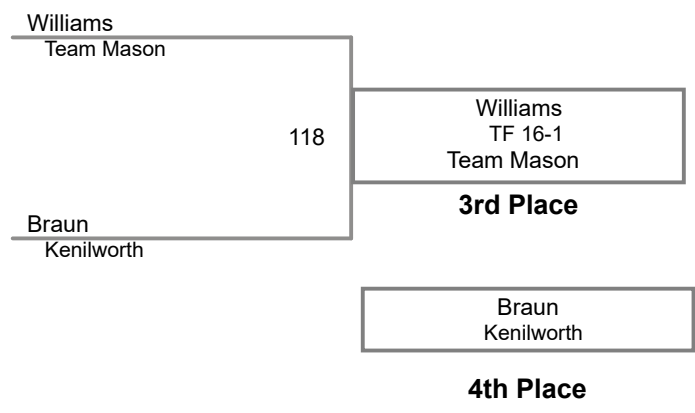 Williams
Team Mason
118
Williams
TF 16-1
Team Mason
3rd Place
Braun
Kenilworth
Braun
Kenilworth
4th Place